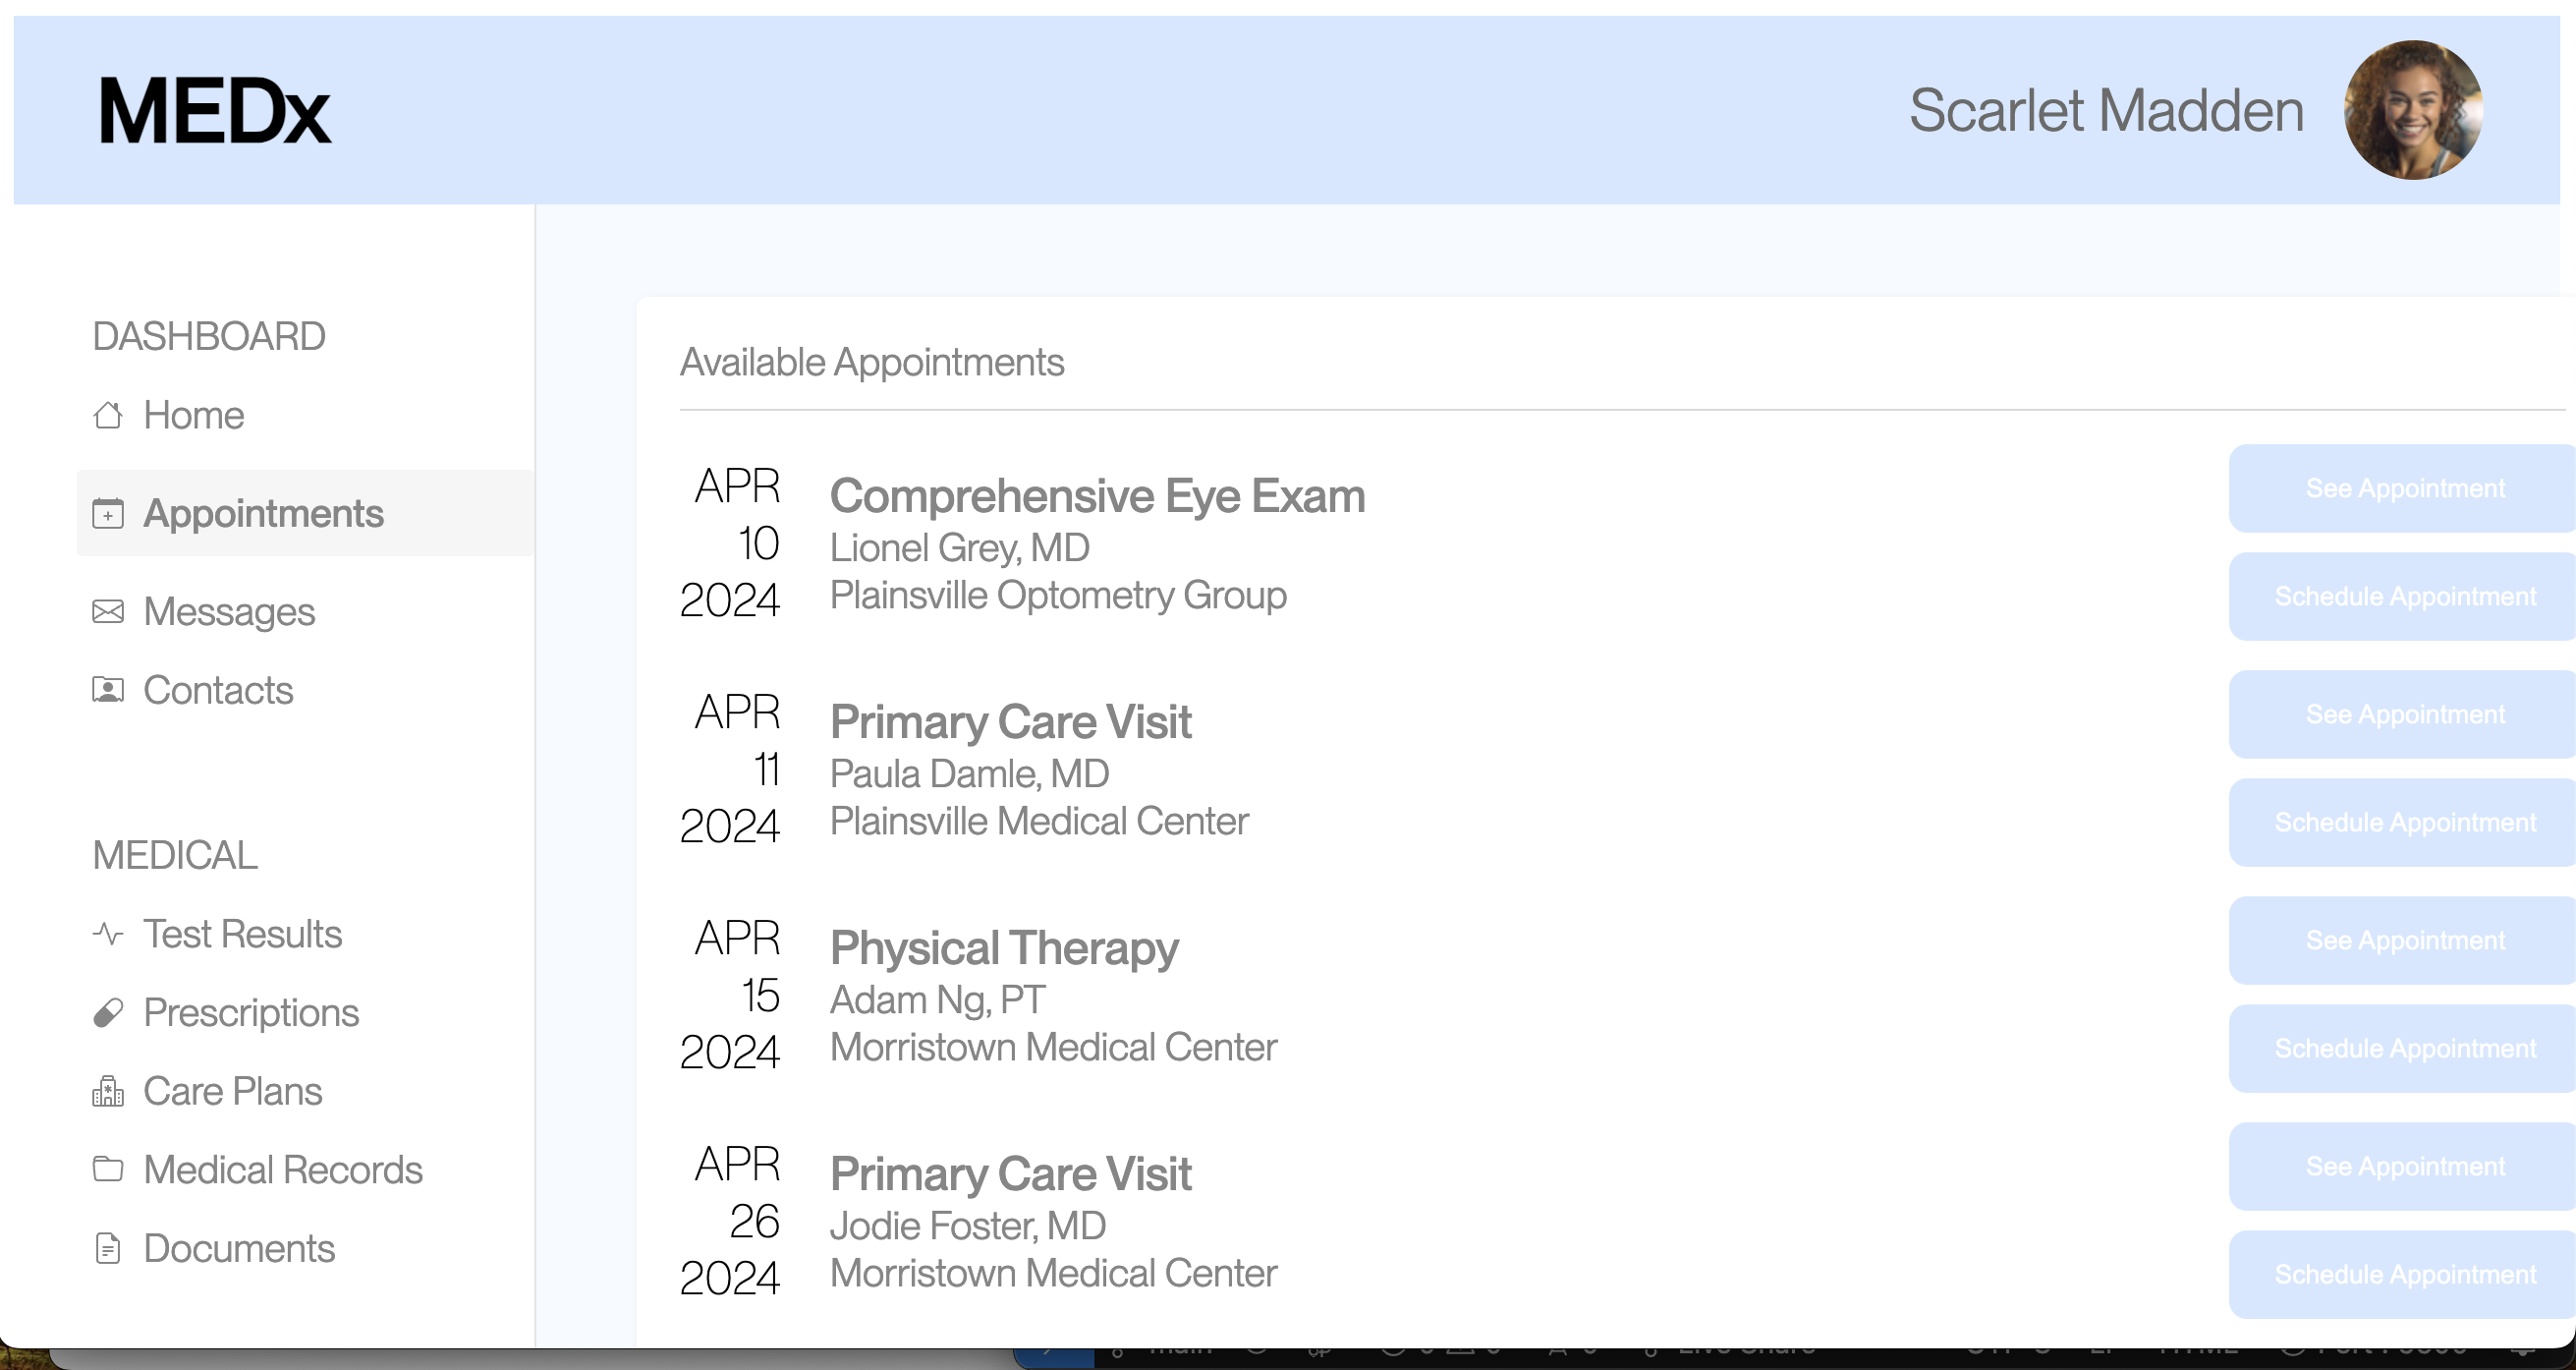 MEDx
Scarlet Madden
DASHBOARD
Home
Appointments
Messages
Contacts
MEDICAL
Test Results
Prescriptions
Care Plans
Medical Records
Documents
Available Appointments
APR
10
2024
Comprehensive Eye Exam
Lionel Grey, MD
Plainsville Optometry Group
See Appointment
Schedule Appointment
APR
11
2024
Primary Care Visit
Paula Damle, MD
Plainsville Medical Center
See Appointment
Schedule Appointment
APR
15
2024
Physical Therapy
Adam Ng, PT
Morristown Medical Center
See Appointment
Schedule Appointment
APR
26
2024
Primary Care Visit
Jodie Foster, MD
Morristown Medical Center
See Appointment
Schedule Appointment